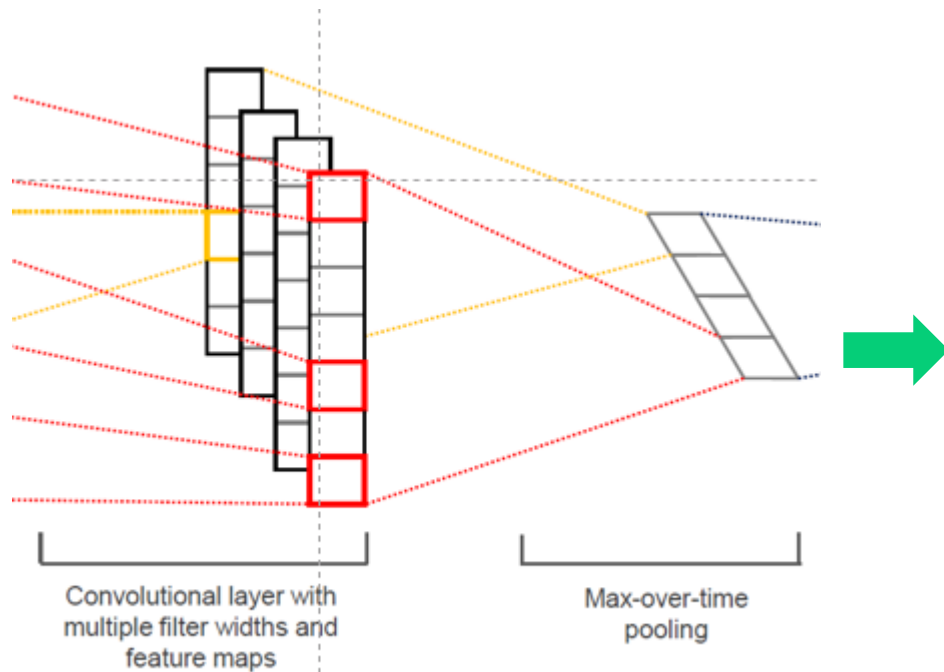 Convolutional layer with
multiple filter widths and
feature maps
Max-over-time
pooling